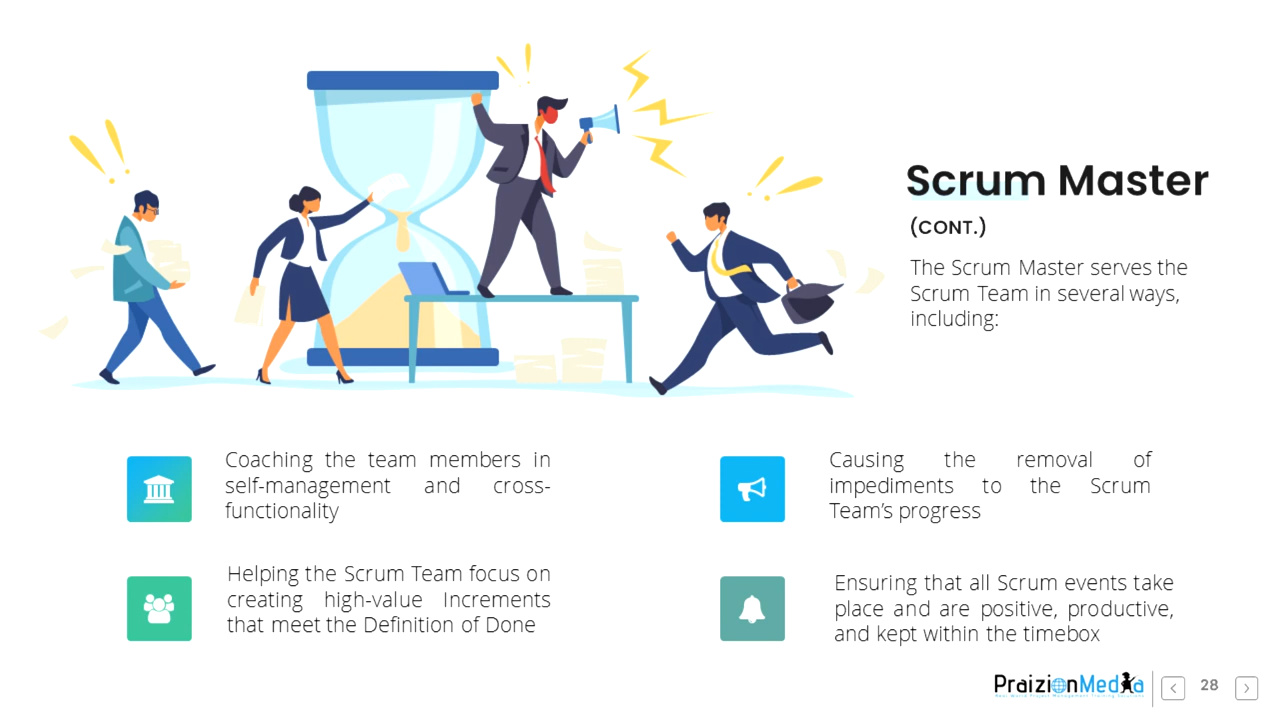 Scrum Master
(CONT.)
The Scrum Master serves the
Scrum Team in several ways,
including:
Coaching the team members in
self-management and cross-
functionality
Causing the removal of
impediments to the Scrum
Team's progress
Helping the Scrum Team focus on
creating high-value Increments
that meet the Definition of Done
Ensuring that all Scrum events take
place and are positive, productive,
and kept within the timebox
PraizionMedia
28